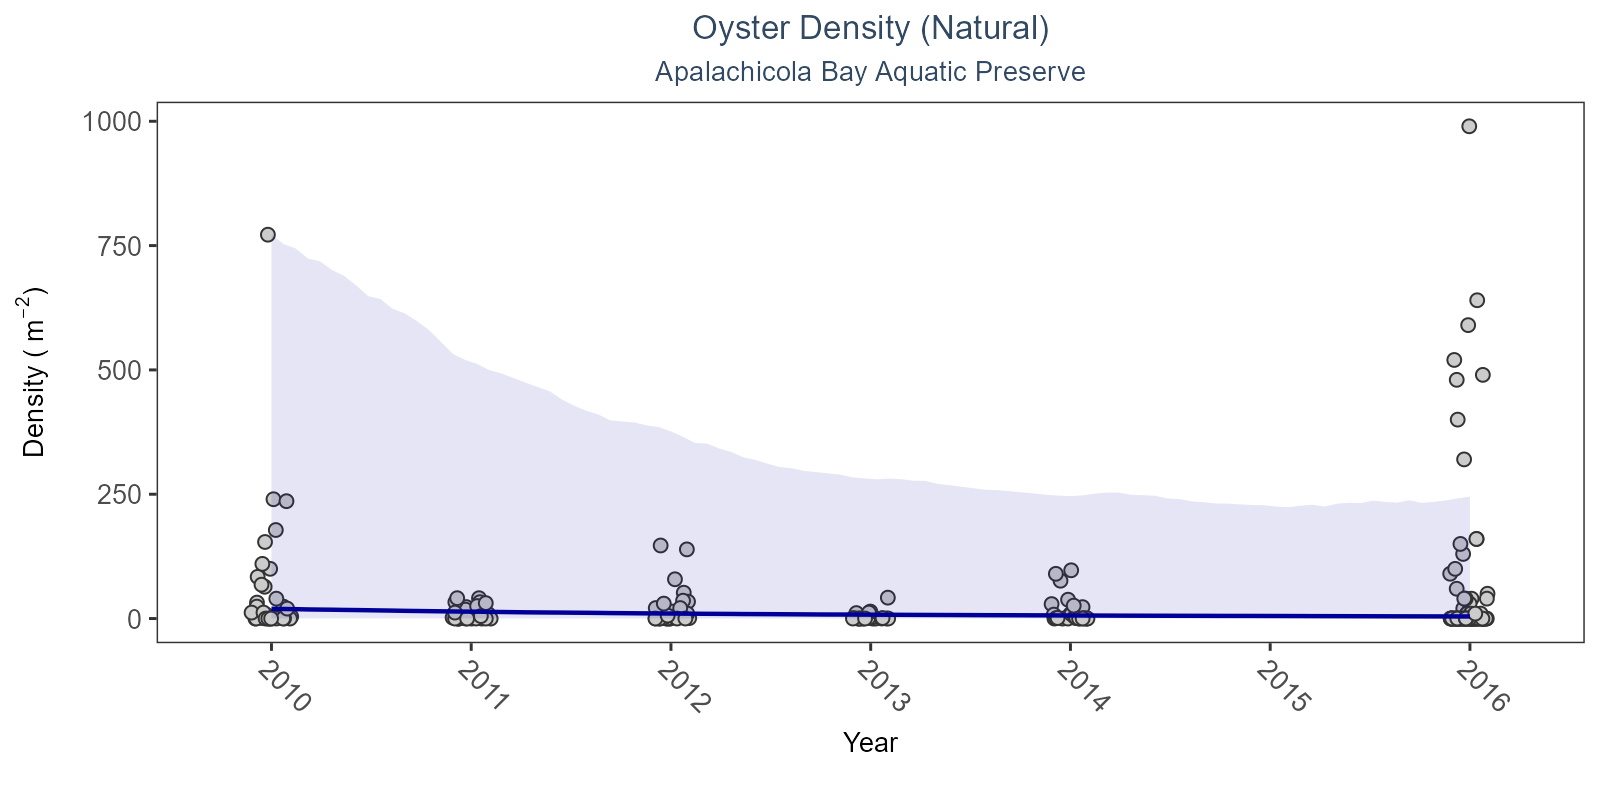 Oyster Density (Natural)
Apalachicola Bay Aquatic Preserve
1000
750
500
250
0
Density ( m⁻²)
2010 2011 2012 2013 2014 2015 2016
Year